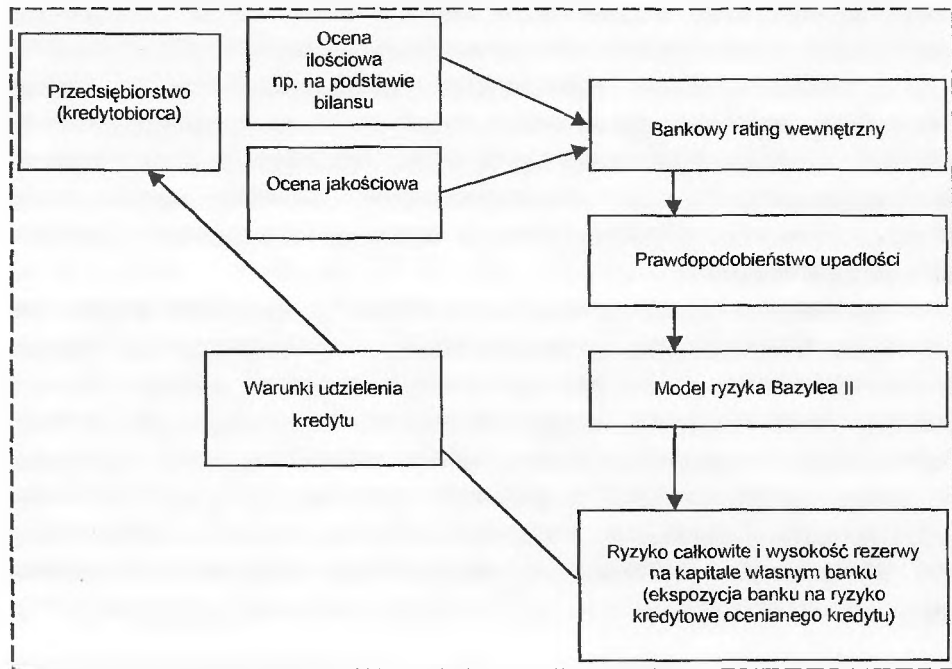 Przedsiębiorstwo
(kredytobiorca)
Ocena
ilościowa
np. na podstawie
bilansu
Ocena jakościowa
Bankowy rating wewnętrzny
Prawdopodobieństwo upadłości
Model ryzyka Bazylea II
Warunki udzielenia
kredytu
Ryzyko całkowite i wysokość rezerwy
na kapitale własnym banku
(ekspozycja banku na ryzyko
kredytowe ocenianego kredytu)